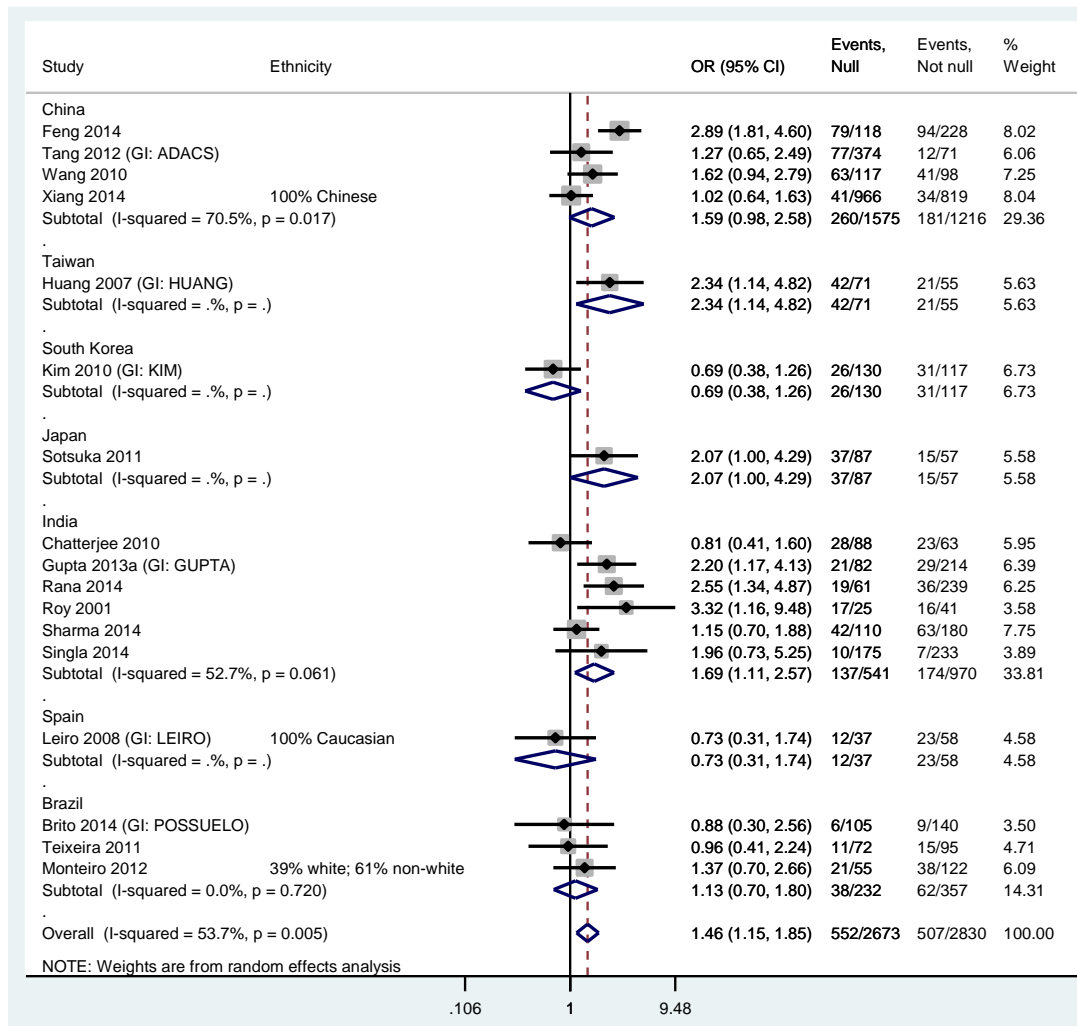 Events, Events, %
Study Ethnicity OR (95% CI) Null Not null Weight
China
Feng 2014 2.89 (1.81, 4.60) 79/118 94/228 8.02
Tang 2012 (GI: ADACS) 1.27 (0.65, 2.49) 77/374 12/71 6.06
Wang 2010 1.62 (0.94, 2.79) 63/117 41/98 7.25
Xiang 2014 100% Chinese 1.02 (0.64, 1.63) 41/966 34/819 8.04
Subtotal (I-squared = 70.5%, p = 0.017) 1.59 (0.98, 2.58) 260/1575 181/1216 29.36
.
Taiwan
Huang 2007 (GI: HUANG) 2.34 (1.14, 4.82) 42/71 21/55 5.63
Subtotal (I-squared = .%, p = .) 2.34 (1.14, 4.82) 42/71 21/55 5.63
.
South Korea
Kim 2010 (GI: KIM) 0.69 (0.38, 1.26) 26/130 31/117 6.73
Subtotal (I-squared = .%, p = .) 0.69 (0.38, 1.26) 26/130 31/117 6.73
.
Japan
Sotsuka 2011 2.07 (1.00, 4.29) 37/87 15/57 5.58
Subtotal (I-squared = .%, p = .) 2.07 (1.00, 4.29) 37/87 15/57 5.58
.
India
Chatterjee 2010 0.81 (0.41, 1.60) 28/88 23/63 5.95
Gupta 2013a (GI: GUPTA) 2.20 (1.17, 4.13) 21/82 29/214 6.39
Rana 2014 2.55 (1.34, 4.87) 19/61 36/239 6.25
Roy 2001 3.32 (1.16, 9.48) 17/25 16/41 3.58
Sharma 2014 1.15 (0.70, 1.88) 42/110 63/180 7.75
Singla 2014 1.96 (0.73, 5.25) 10/175 7/233 3.89
Subtotal (I-squared = 52.7%, p = 0.061) 1.69 (1.11, 2.57) 137/541 174/970 33.81
.
Spain
Leiro 2008 (GI: LEIRO) 100% Caucasian 0.73 (0.31, 1.74) 12/37 23/58 4.58
Subtotal (I-squared = .%, p = .) 0.73 (0.31, 1.74) 12/37 23/58 4.58
.
Brazil
Brito 2014 (GI: POSSUELO) 0.88 (0.30, 2.56) 6/105 9/140 3.50
Teixeira 2011 0.96 (0.41, 2.24) 11/72 15/95 4.71
Monteiro 2012 39% white; 61% non-white 1.37 (0.70, 2.66) 21/55 38/122 6.09
Subtotal (I-squared = 0.0%, p = 0.720) 1.13 (0.70, 1.80) 38/232 62/357 14.31
.
Overall (I-squared = 53.7%, p = 0.005) 1.46 (1.15, 1.85) 552/2673 507/2830 100.00
NOTE: Weights are from random effects analysis
.106 1 9.48